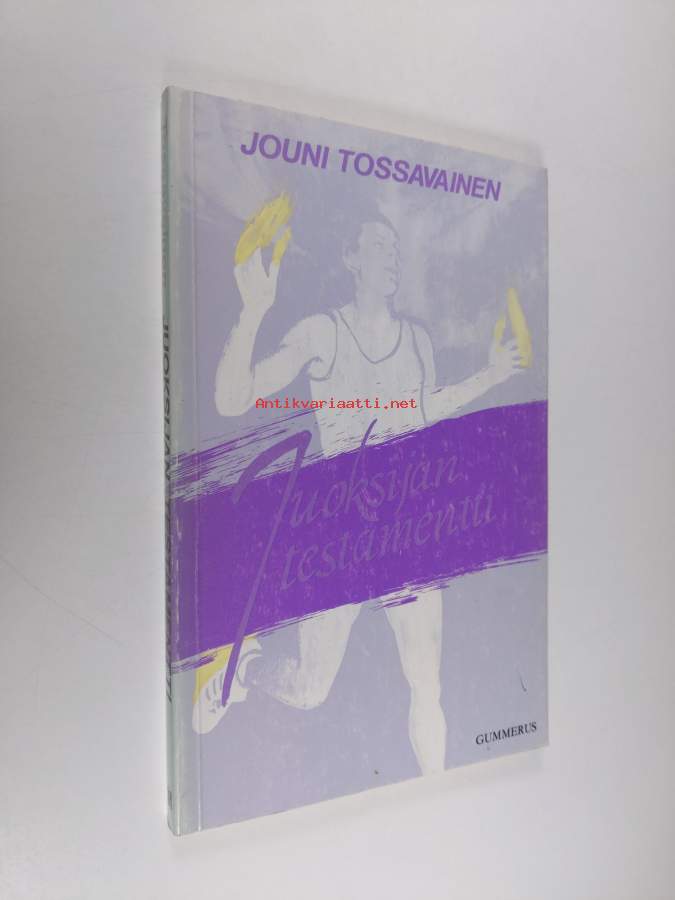 JOUNI TOSSAVAINEN
Antikvariaatti.net
Juoksijan
testamentti
GUMMERUS